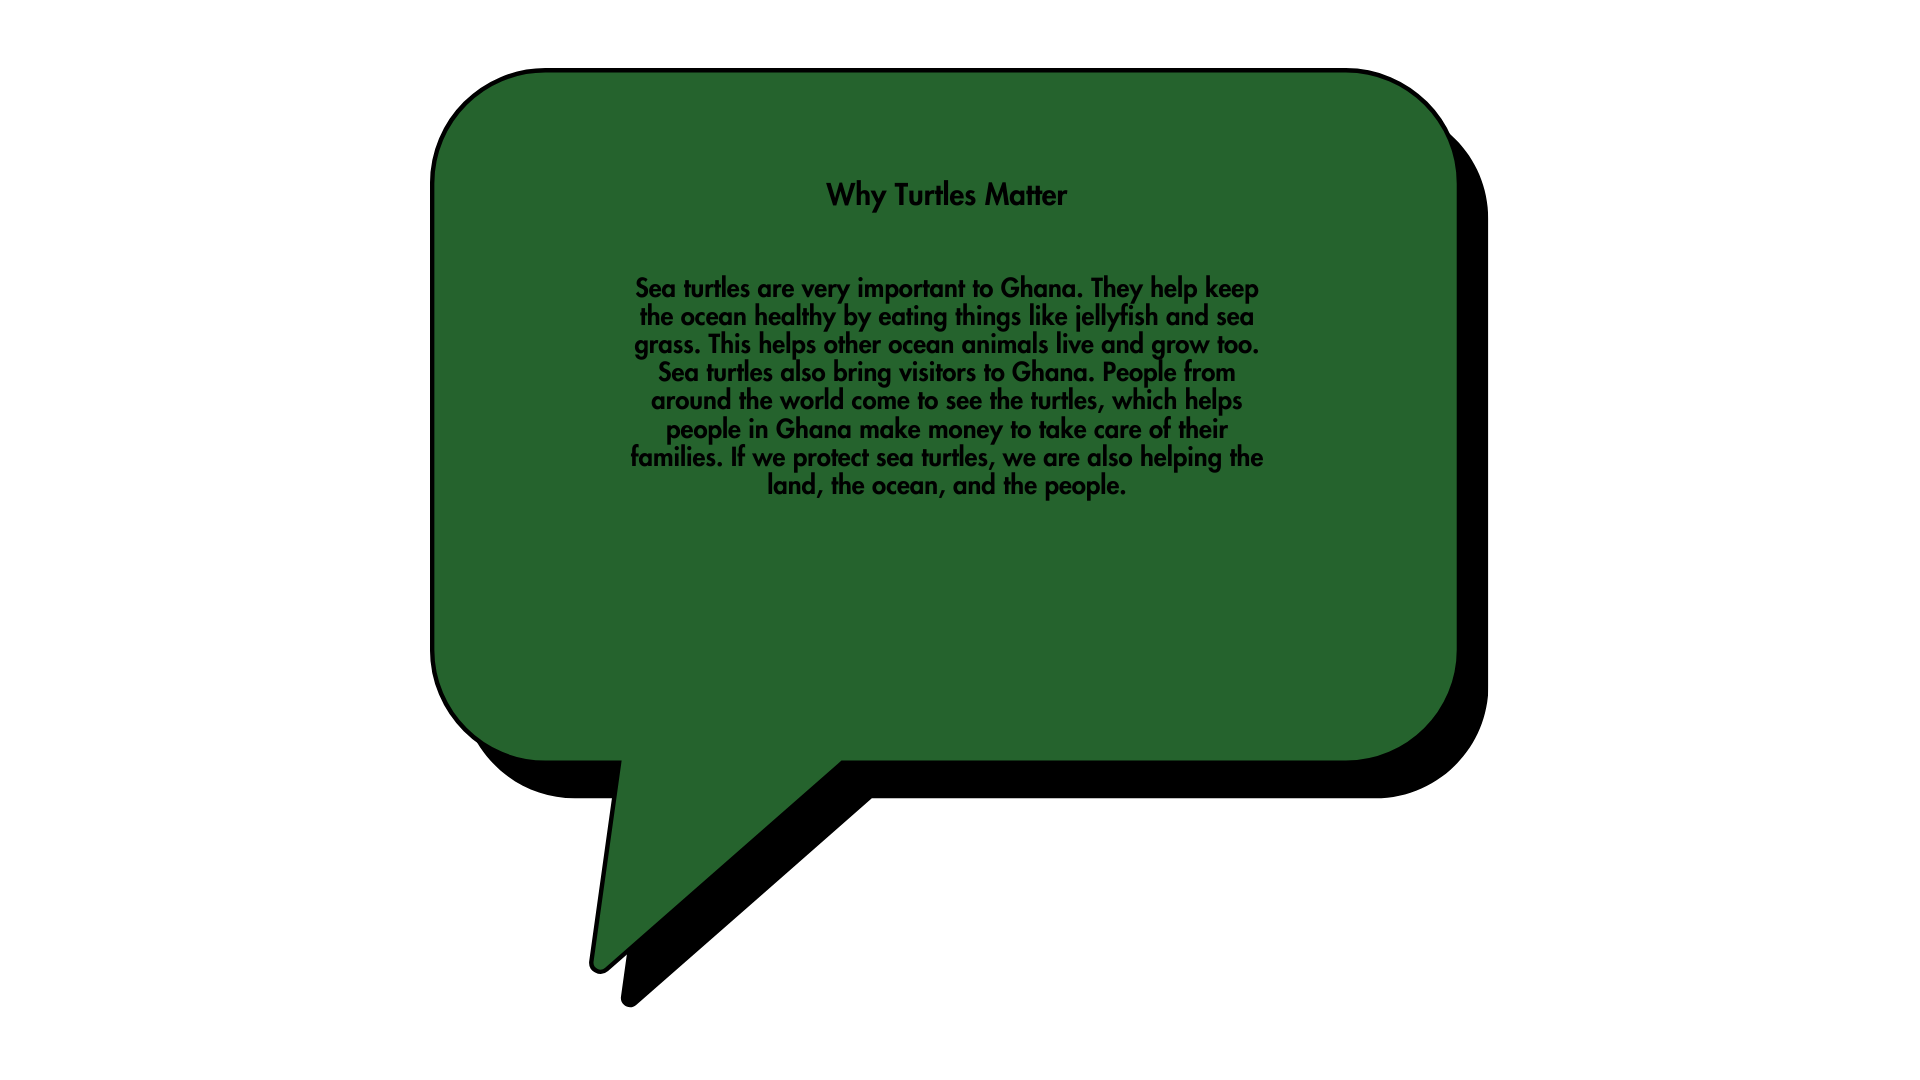 Why Turtles Matter
Sea turtles are very important to Ghana. They help keep
the ocean healthy by eating things like jellyfish and sea
grass. This helps other ocean animals live and grow too.
Sea turtles also bring visitors to Ghana. People from
around the world come to see the turtles, which helps
people in Ghana make money to take care of their
families. If we protect sea turtles, we are also helping the
land, the ocean, and the people.